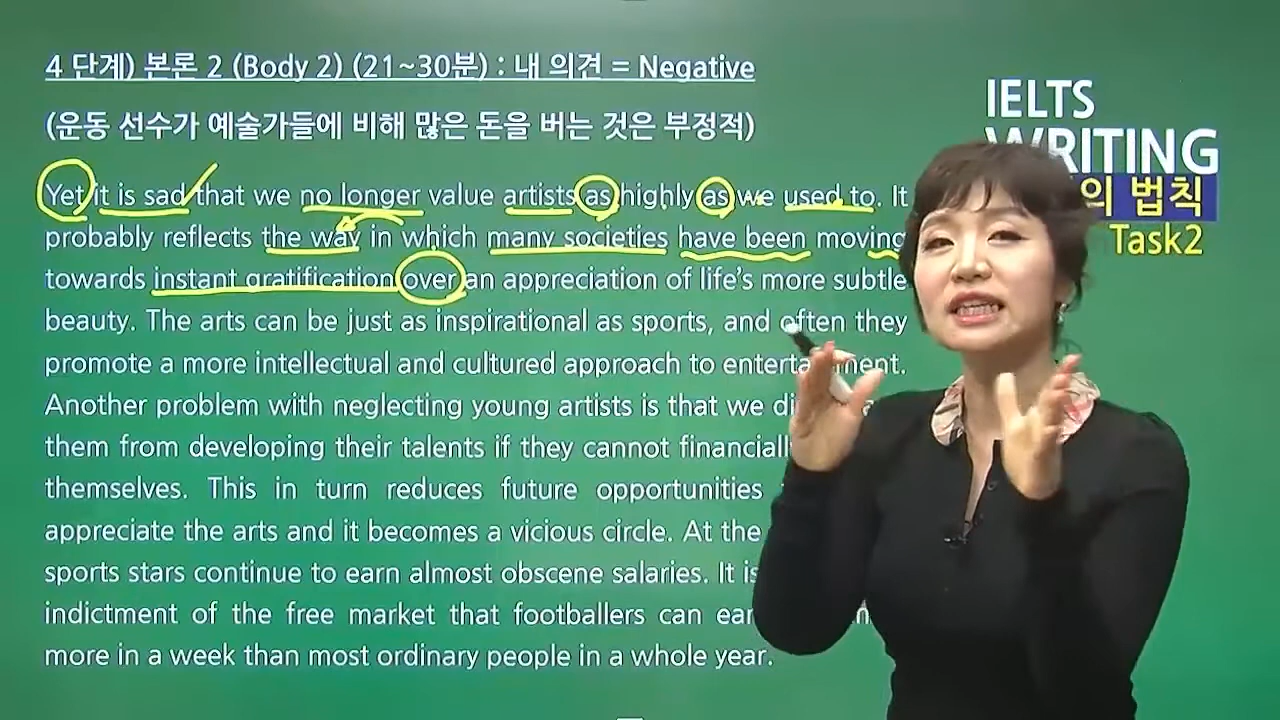 4 단계) 본론 2 (Body 2) (21~30분) : 내 의견 = Negative
(운동 선수가 예술가들에 비해 많은 돈을 버는 것은 부정적)
IELTS
WRITING
의 법칙
Task2
Yet it is sad that we no longer value artists as highly as we used to. It
probably reflects the way in which many societies have been moving
towards instant gratification over an appreciation of life's more subtle
beauty. The arts can be just as inspirational as sports, and often they
promote a more intellectual and cultured approach to entertainment.
Another problem with neglecting young artists is that we
them from developing their talents if they cannot
themselves. This in turn reduces future opportunities
appreciate the arts and it becomes a vicious circle. At the
sports stars continue to earn almost obscene salaries. It is
indictment of the free market that footballers can
more in a week than most ordinary people in a whole year.